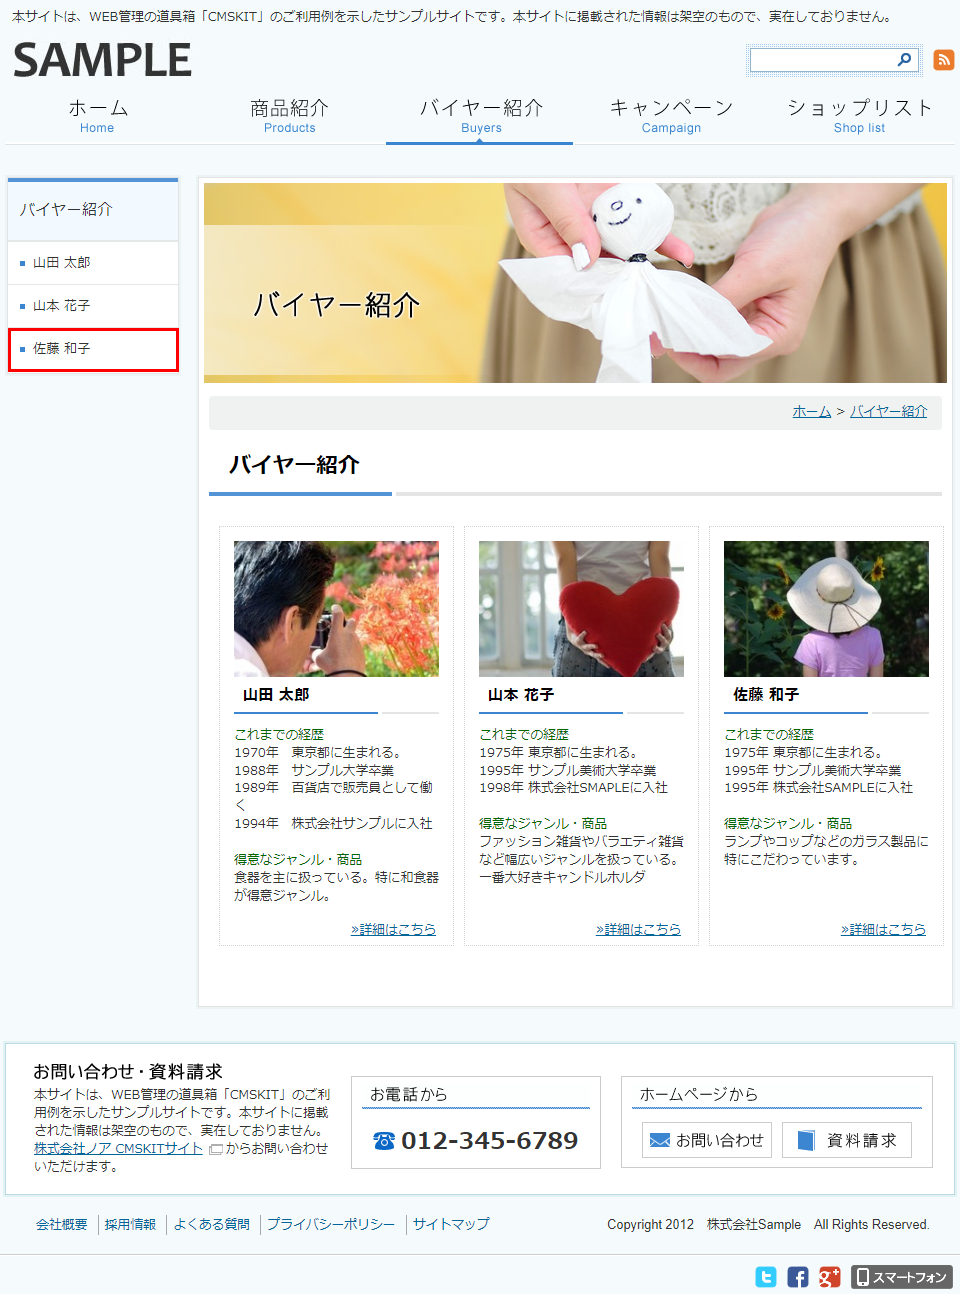 本サイトは、WEB管理の道具箱「CMSKIT」のご利用例を示したサンプルサイトです。本サイトに掲載された情報は架空のもので、実在しておりません。
SAMPLE
ホーム 商品紹介 バイヤー紹介 キャンペーン ショップリスト
Home Products Buyers Campaign Shop list
バイヤー紹介
山田 太郎
山本 花子
佐藤 和子
バイヤー紹介
ホーム > バイヤー紹介
バイヤー紹介
山田 太郎
これまでの経歴
1970年　東京都に生まれる。
1988年　サンプル大学卒業
1989年　百貨店で販売員として働
く
1994年　株式会社サンプルに入社
得意なジャンル・商品
食器を主に扱っている。特に和食器
が得意ジャンル。
»詳細はこちら
山本 花子
これまでの経歴
1975年 東京都に生まれる。
1995年 サンプル美術大学卒業
1998年 株式会社SMAPLEに入社
得意なジャンル・商品
ファッション雑貨やバラエティ雑貨
など幅広いジャンルを扱っている。
一番大好きキャンドルホルダ
»詳細はこちら
佐藤 和子
これまでの経歴
1975年 東京都に生まれる。
1995年 サンプル美術大学卒業
1995年 株式会社SAMPLEに入社
得意なジャンル・商品
ランプやコップなどのガラス製品に
特にこだわっています。
»詳細はこちら
お問い合わせ・資料請求
本サイトは、WEB管理の道具箱「CMSKIT」のご利
用例を示したサンプルサイトです。本サイトに掲載
された情報は架空のもので、実在しておりません。
株式会社ノア CMSKITサイト からお問い合わせ
いただけます。
お電話から
012-345-6789
ホームページから
お問い合わせ 資料請求
会社概要 採用情報 よくある質問 プライバシーポリシー サイトマップ
Copyright 2012　株式会社Sample　All Rights Reserved.
スマートフォン